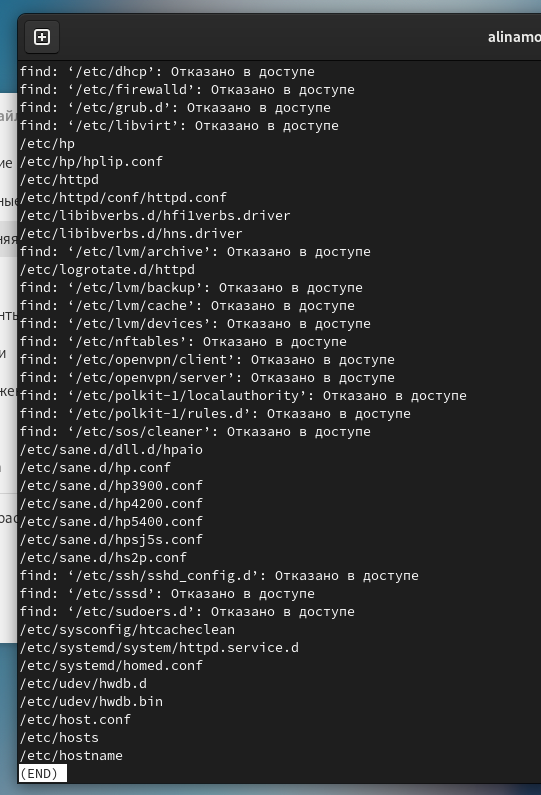 alinamo
find: ‘/etc/dhcp’: Отказано в доступе
find: ‘/etc/firewalld’: Отказано в доступе
find: ‘/etc/grub.d’: Отказано в доступе
find: ‘/etc/libvirt’: Отказано в доступе
/etc/hp
/etc/hp/hplip.conf
/etc/httpd
/etc/httpd/conf/httpd.conf
/etc/libibverbs.d/hfi1verbs.driver
/etc/libibverbs.d/hns.driver
find: ‘/etc/lvm/archive’: Отказано в доступе
/etc/logrotate.d/httpd
find: ‘/etc/lvm/backup’: Отказано в доступе
find: ‘/etc/lvm/cache’: Отказано в доступе
find: ‘/etc/lvm/devices’: Отказано в доступе
find: ‘/etc/nftables’: Отказано в доступе
find: ‘/etc/openvpn/client’: Отказано в доступе
find: ‘/etc/openvpn/server’: Отказано в доступе
find: ‘/etc/polkit-1/localauthority’: Отказано в доступе
find: ‘/etc/polkit-1/rules.d’: Отказано в доступе
find: ‘/etc/sos/cleaner’: Отказано в доступе
/etc/sane.d/dll.d/hpaio
/etc/sane.d/hp.conf
/etc/sane.d/hp3900.conf
/etc/sane.d/hp4200.conf
/etc/sane.d/hp5400.conf
/etc/sane.d/hpsj5s.conf
/etc/sane.d/hs2p.conf
find: ‘/etc/ssh/sshd_config.d’: Отказано в доступе
find: ‘/etc/sssd’: Отказано в доступе
find: ‘/etc/sudoers.d’: Отказано в доступе
/etc/sysconfig/htcacheclean
/etc/systemd/system/httpd.service.d
/etc/systemd/homed.conf
/etc/udev/hwdb.d
/etc/udev/hwdb.bin
/etc/host.conf
/etc/hosts
/etc/hostname
(END)